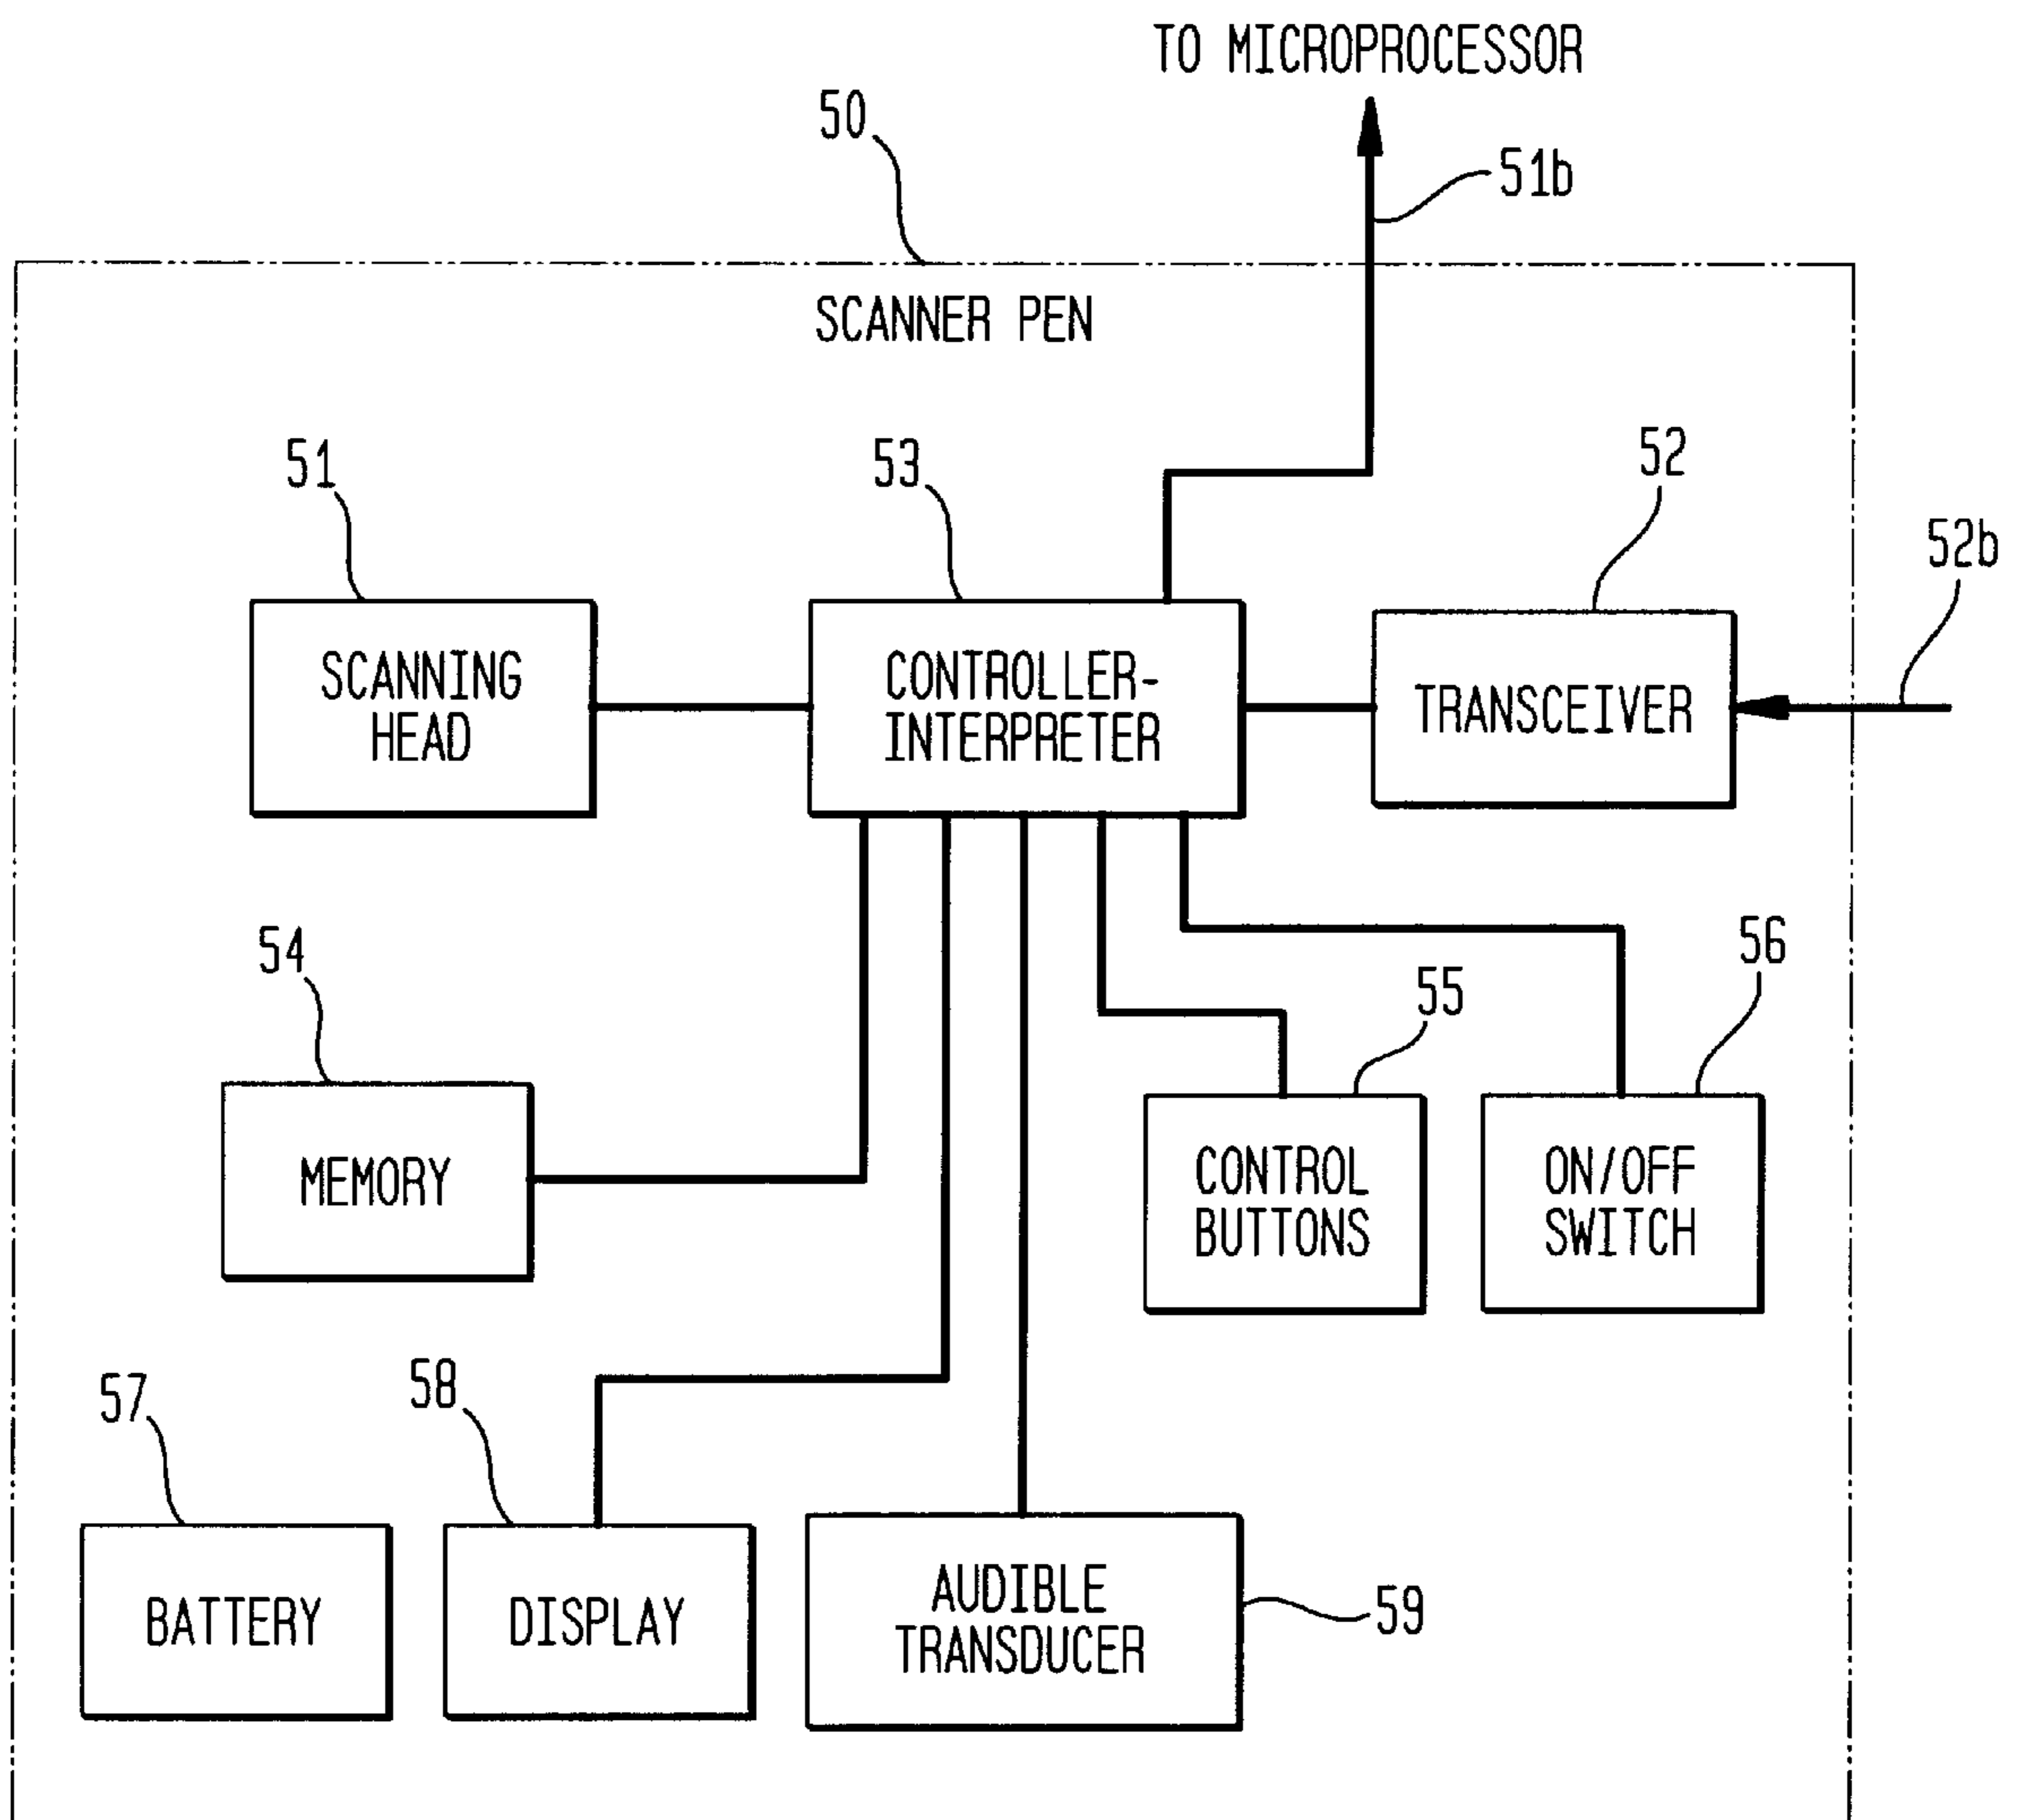 TO MICROPROCESSOR
50
51b
SCANNER PEN
51
53
52
52b
SCANNING
HEAD
CONTROLLER-
INTERPRETER
TRANSCEIVER
54
55
56
MEMORY
CONTROL
BUTTONS
ON/OFF
SWITCH
57
58
BATTERY
DISPLAY
AUDIBLE
TRANSDUCER
59